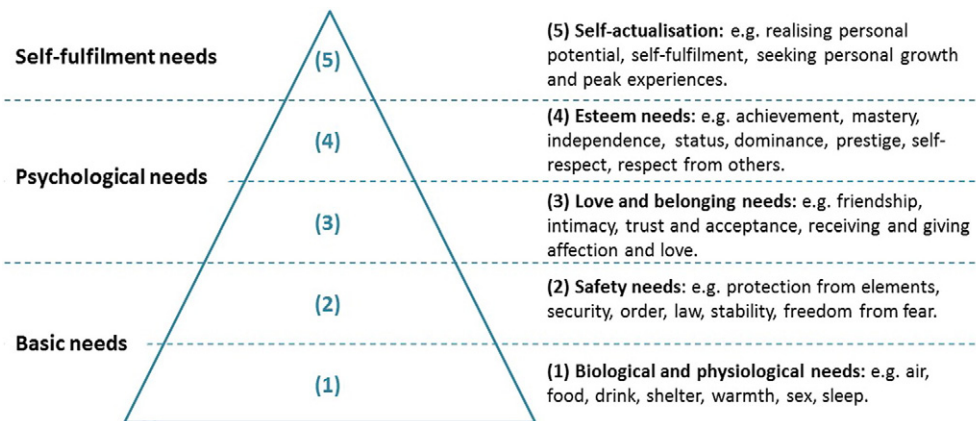 Self-fulfilment needs
(5)
(5) Self-actualisation: e.g. realising personal
potential, self-fulfilment, seeking personal growth
and peak experiences.
Psychological needs
(4)
(4) Esteem needs: e.g. achievement, mastery,
independence, status, dominance, prestige, self-
respect, respect from others.
(3)
(3) Love and belonging needs: e.g. friendship,
intimacy, trust and acceptance, receiving and giving
affection and love.
Basic needs
(2)
(2) Safety needs: e.g. protection from elements,
security, order, law, stability, freedom from fear.
(1)
(1) Biological and physiological needs: e.g. air,
food, drink, shelter, warmth, sex, sleep.